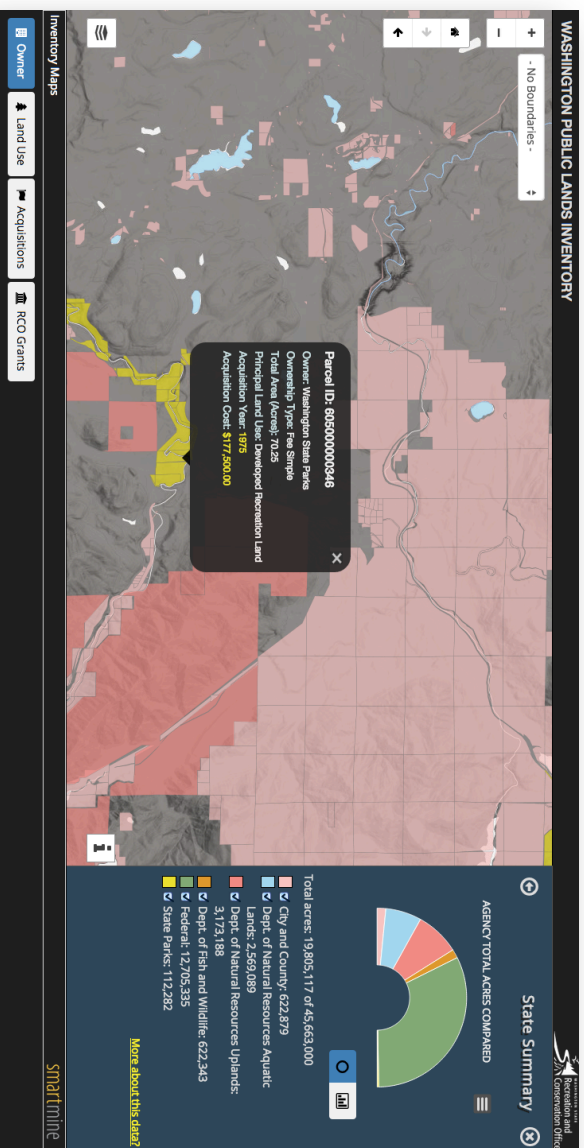 WASHINGTON PUBLIC LANDS INVENTORY
WASHINGTON STATE
Recreation and
Conservation Office
+
−
- No Boundaries -
Parcel ID: 605000000346
Owner: Washington State Parks
Ownership Type: Fee Simple
Total Area (Acres): 70.25
Principal Land Use: Developed Recreation Land
Acquisition Year: 1975
Acquisition Cost: $177,500.00
State Summary
AGENCY TOTAL ACRES COMPARED
Total acres: 19,805,117 of 45,663,000
City and County: 622,879
Dept. of Natural Resources Aquatic
Lands: 2,569,089
Dept. of Natural Resources Uplands:
3,173,188
Dept. of Fish and Wildlife: 622,343
Federal: 12,705,335
State Parks: 112,282
More about this data?
Inventory Maps
smartmine
Owner
Land Use
Acquisitions
RCO Grants